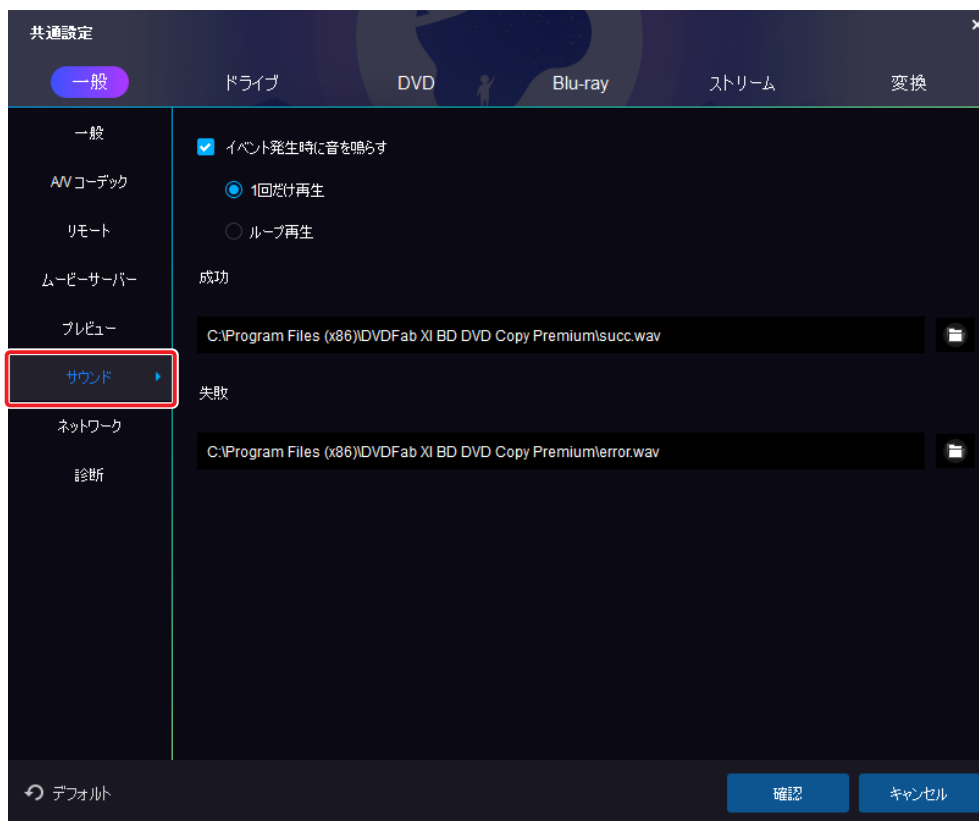 共通設定
一般
ドライブ
DVD
Blu-ray
ストリーム
変換
一般
A/Vコーデック
リモート
ムービーサーバー
プレビュー
サウンド
ネットワーク
診断
イベント発生時に音を鳴らす
1回だけ再生
ループ再生
成功
C:\Program Files (x86)\DVDFab XI BD DVD Copy Premium\succ.wav
失敗
C:\Program Files (x86)\DVDFab XI BD DVD Copy Premium\error.wav
デフォルト
確認
キャンセル